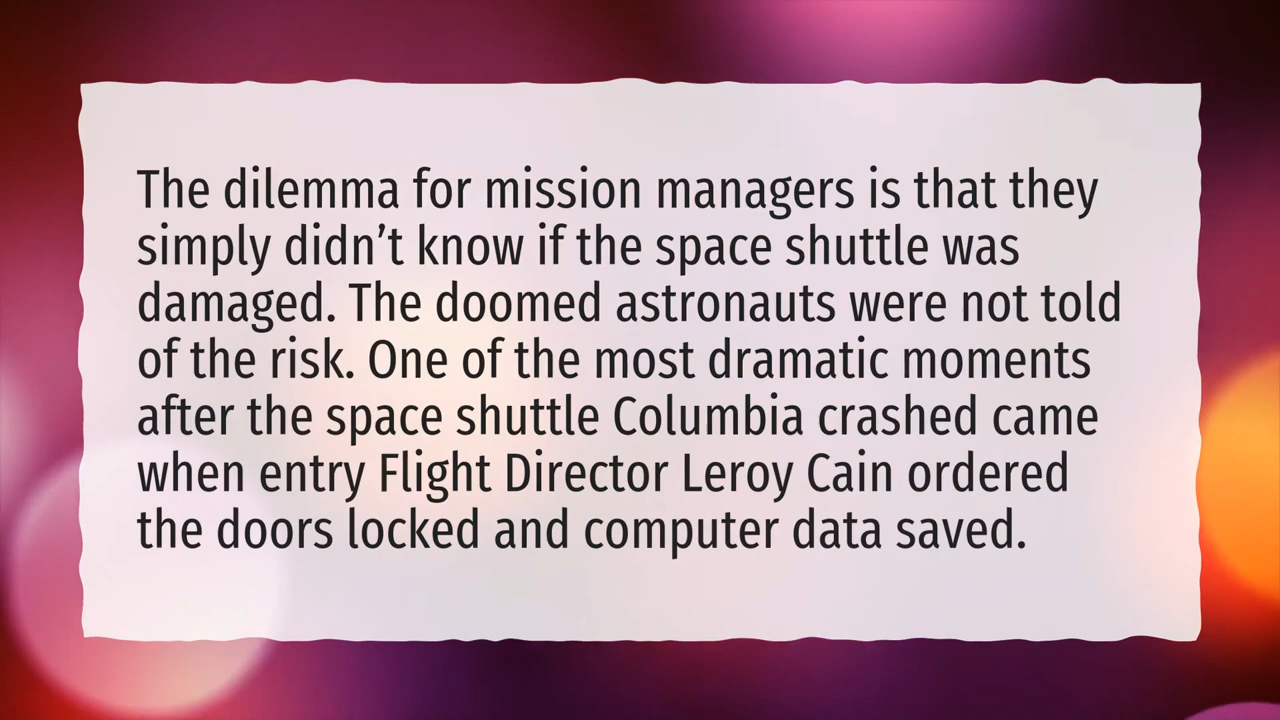 The dilemma for mission managers is that they
simply didn’t know if the space shuttle was
damaged. The doomed astronauts were not told
of the risk. One of the most dramatic moments
after the space shuttle Columbia crashed came
when entry Flight Director Leroy Cain ordered
the doors locked and computer data saved.